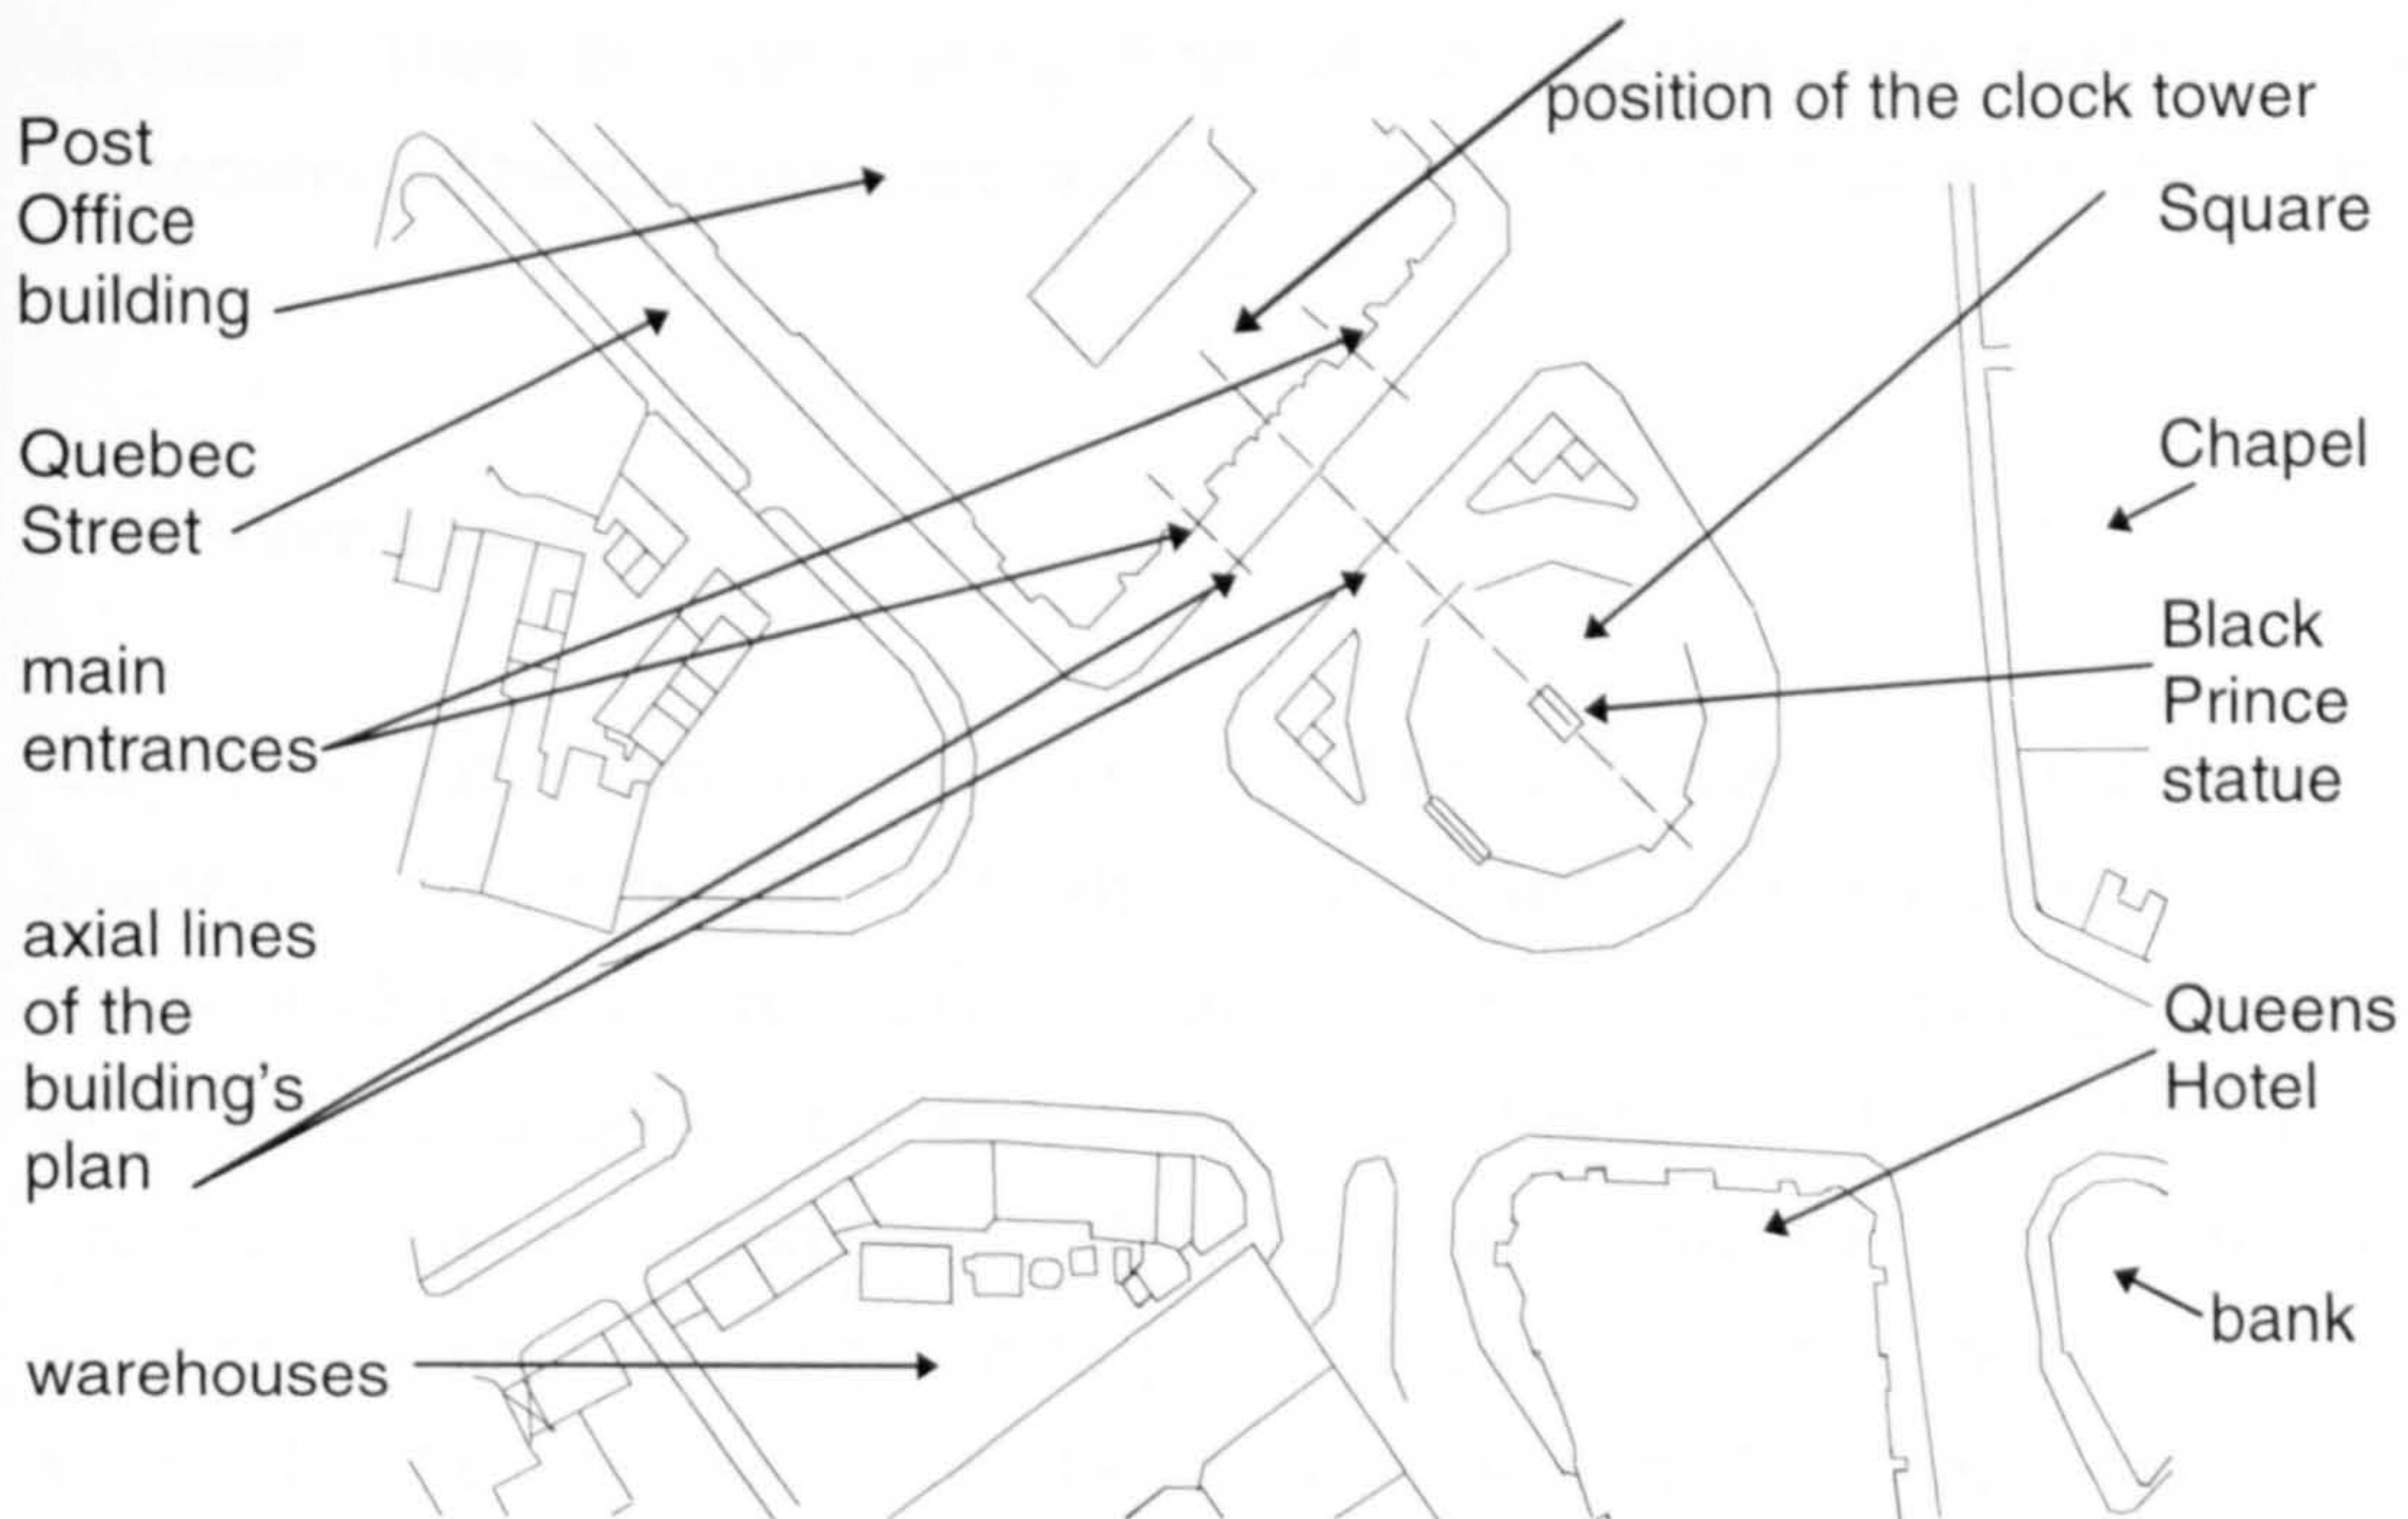 position of the clock tower
Post
Office
building
Square
Quebec
Street
Chapel
main
entrances
Black
Prince
statue
axial lines
of the
building's
plan
Queens
Hotel
warehouses
bank